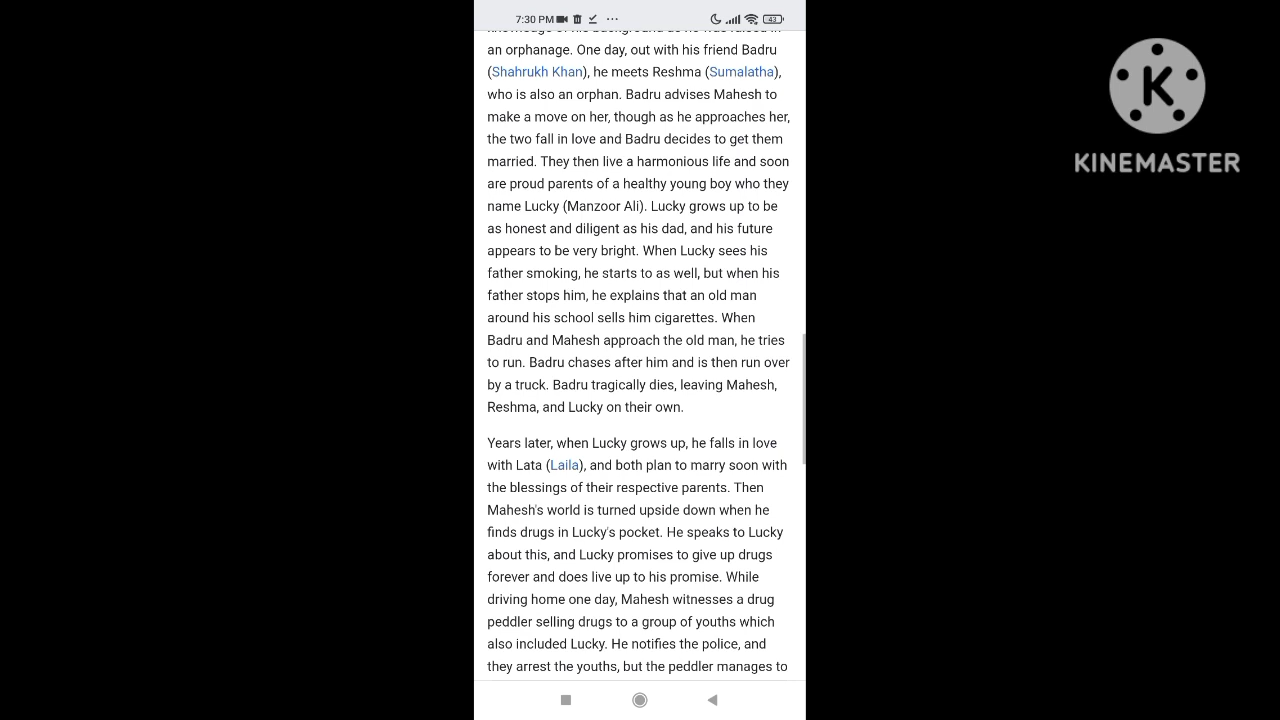 7:30 PM
43
an orphanage. One day, out with his friend Badru
(Shahrukh Khan), he meets Reshma (Sumalatha),
who is also an orphan. Badru advises Mahesh to
make a move on her, though as he approaches her,
the two fall in love and Badru decides to get them
married. They then live a harmonious life and soon
are proud parents of a healthy young boy who they
name Lucky (Manzoor Ali). Lucky grows up to be
as honest and diligent as his dad, and his future
appears to be very bright. When Lucky sees his
father smoking, he starts to as well, but when his
father stops him, he explains that an old man
around his school sells him cigarettes. When
Badru and Mahesh approach the old man, he tries
to run. Badru chases after him and is then run over
by a truck. Badru tragically dies, leaving Mahesh,
Reshma, and Lucky on their own.
Years later, when Lucky grows up, he falls in love
with Lata (Laila), and both plan to marry soon with
the blessings of their respective parents. Then
Mahesh's world is turned upside down when he
finds drugs in Lucky's pocket. He speaks to Lucky
about this, and Lucky promises to give up drugs
forever and does live up to his promise. While
driving home one day, Mahesh witnesses a drug
peddler selling drugs to a group of youths which
also included Lucky. He notifies the police, and
they arrest the youths, but the peddler manages to
K
KINEMASTER